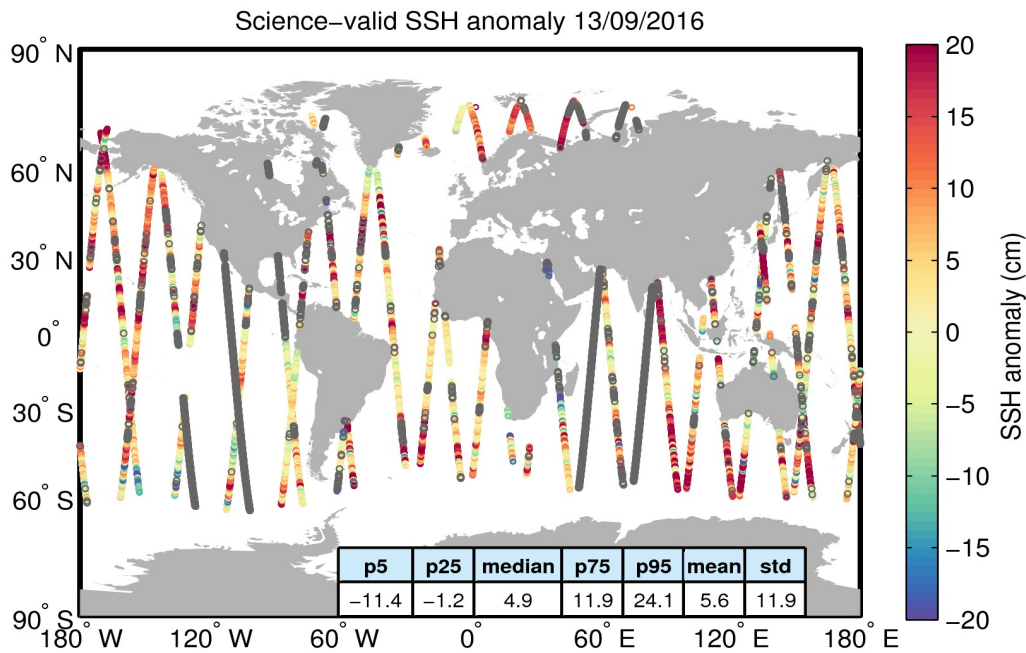 Science−valid SSH anomaly 13/09/2016
90° N
60° N
30° N
0°
30° S
60° S
90° S
180° W
120° W
60° W
0°
60° E
120° E
180° E
p5 p25 median p75 p95 mean std
−11.4 −1.2 4.9 11.9 24.1 5.6 11.9
20
15
10
5
0
−5
−10
−15
−20
SSH anomaly (cm)